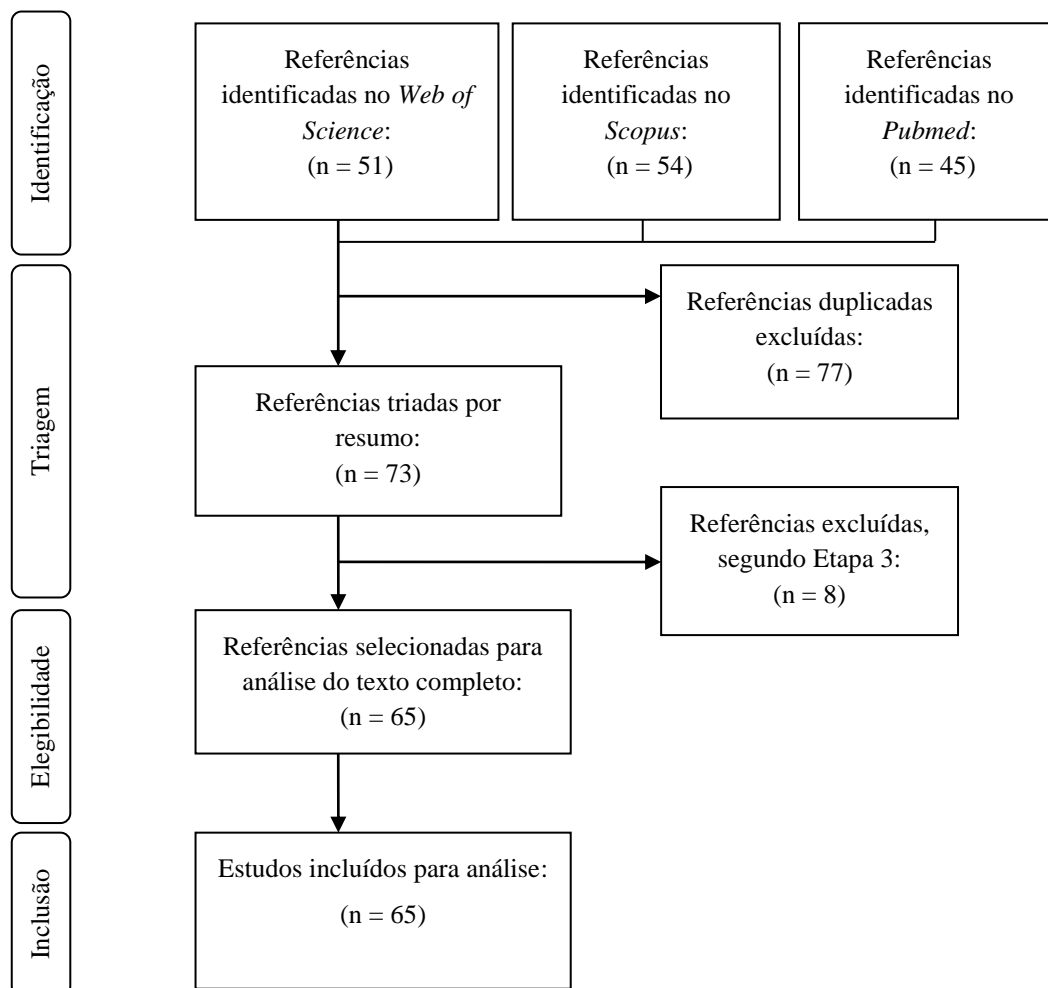 Identificação
Referências
identificadas no Web of
Science:
(n = 51)
Referências
identificadas no
Scopus:
(n = 54)
Referências
identificadas no
Pubmed:
(n = 45)
Triagem
Referências duplicadas
excluídas:
(n = 77)
Referências triadas por
resumo:
(n = 73)
Referências excluídas,
segundo Etapa 3:
(n = 8)
Elegibilidade
Referências selecionadas para
análise do texto completo:
(n = 65)
Inclusão
Estudos incluídos para análise:
(n = 65)